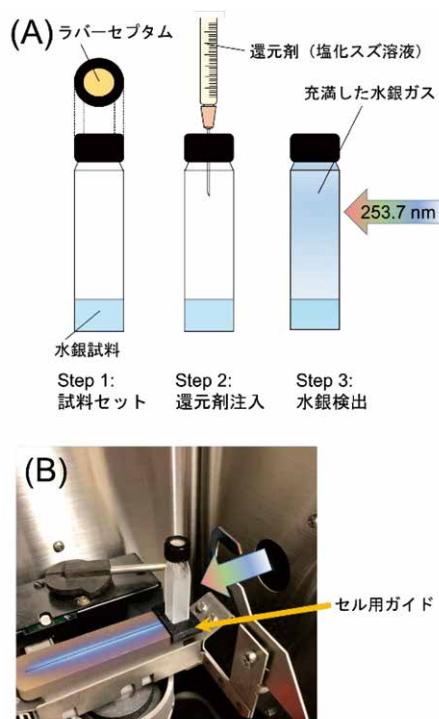 (A)
ラバーセプタム
還元剤（塩化スズ溶液）
充満した水銀ガス
253.7 nm
水銀試料
Step 1:
試料セット
Step 2:
還元剤注入
Step 3:
水銀検出
(B)
セル用ガイド